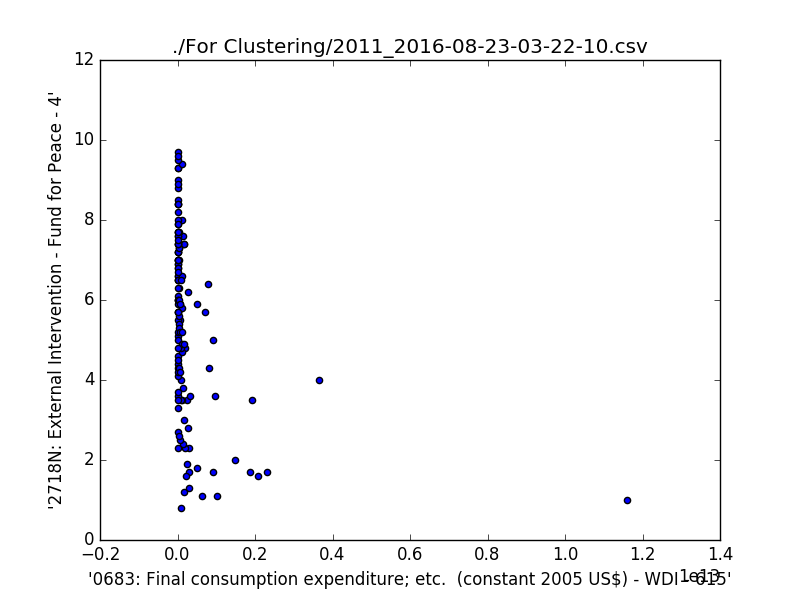 ./For Clustering/2011_2016-08-23-03-22-10.csv
12
10
8
6
4
2
0
'2718N: External Intervention - Fund for Peace - 4'
−0.2 0.0 0.2 0.4 0.6 0.8 1.0 1.2 1.4
1e13
'0683: Final consumption expenditure; etc. (constant 2005 US$) - WDI - 615'